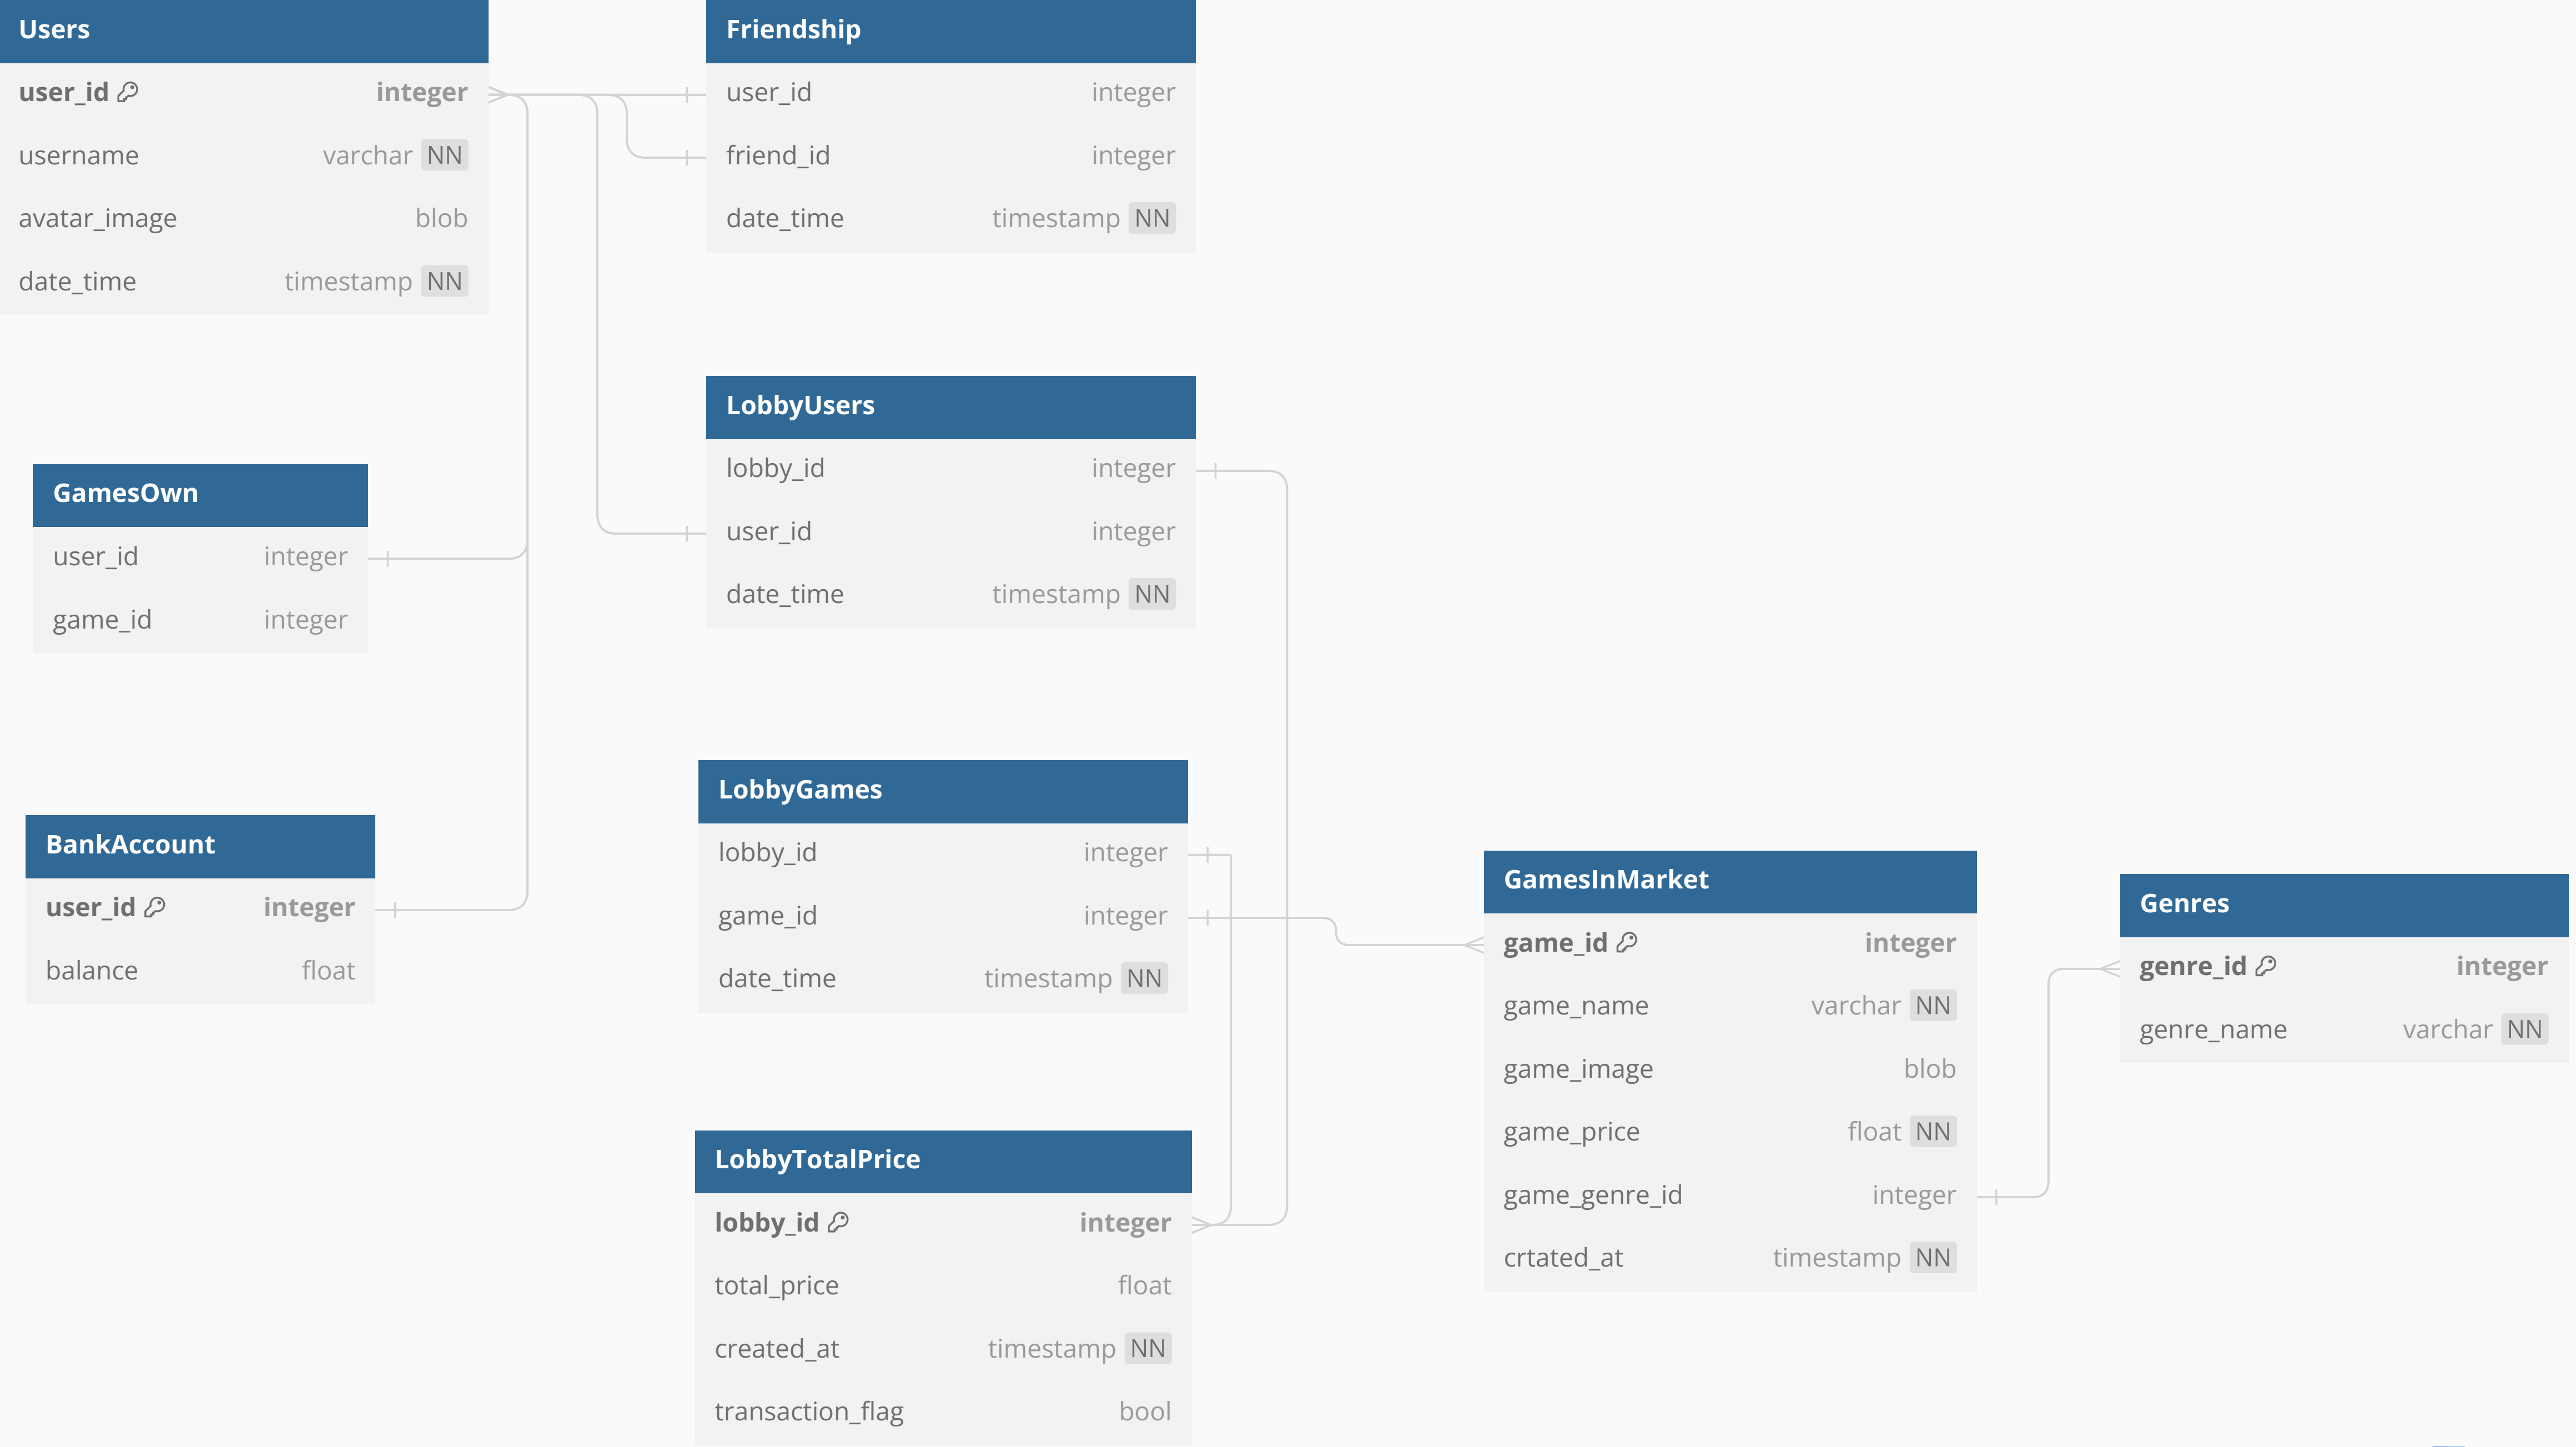 Users
user_id integer
username varchar NN
avatar_image blob
date_time timestamp NN
Friendship
user_id integer
friend_id integer
date_time timestamp NN
GamesOwn
user_id integer
game_id integer
LobbyUsers
lobby_id integer
user_id integer
date_time timestamp NN
BankAccount
user_id integer
balance float
LobbyGames
lobby_id integer
game_id integer
date_time timestamp NN
LobbyTotalPrice
lobby_id integer
total_price float
created_at timestamp NN
transaction_flag bool
GamesInMarket
game_id integer
game_name varchar NN
game_image blob
game_price float NN
game_genre_id integer
crtated_at timestamp NN
Genres
genre_id integer
genre_name varchar NN